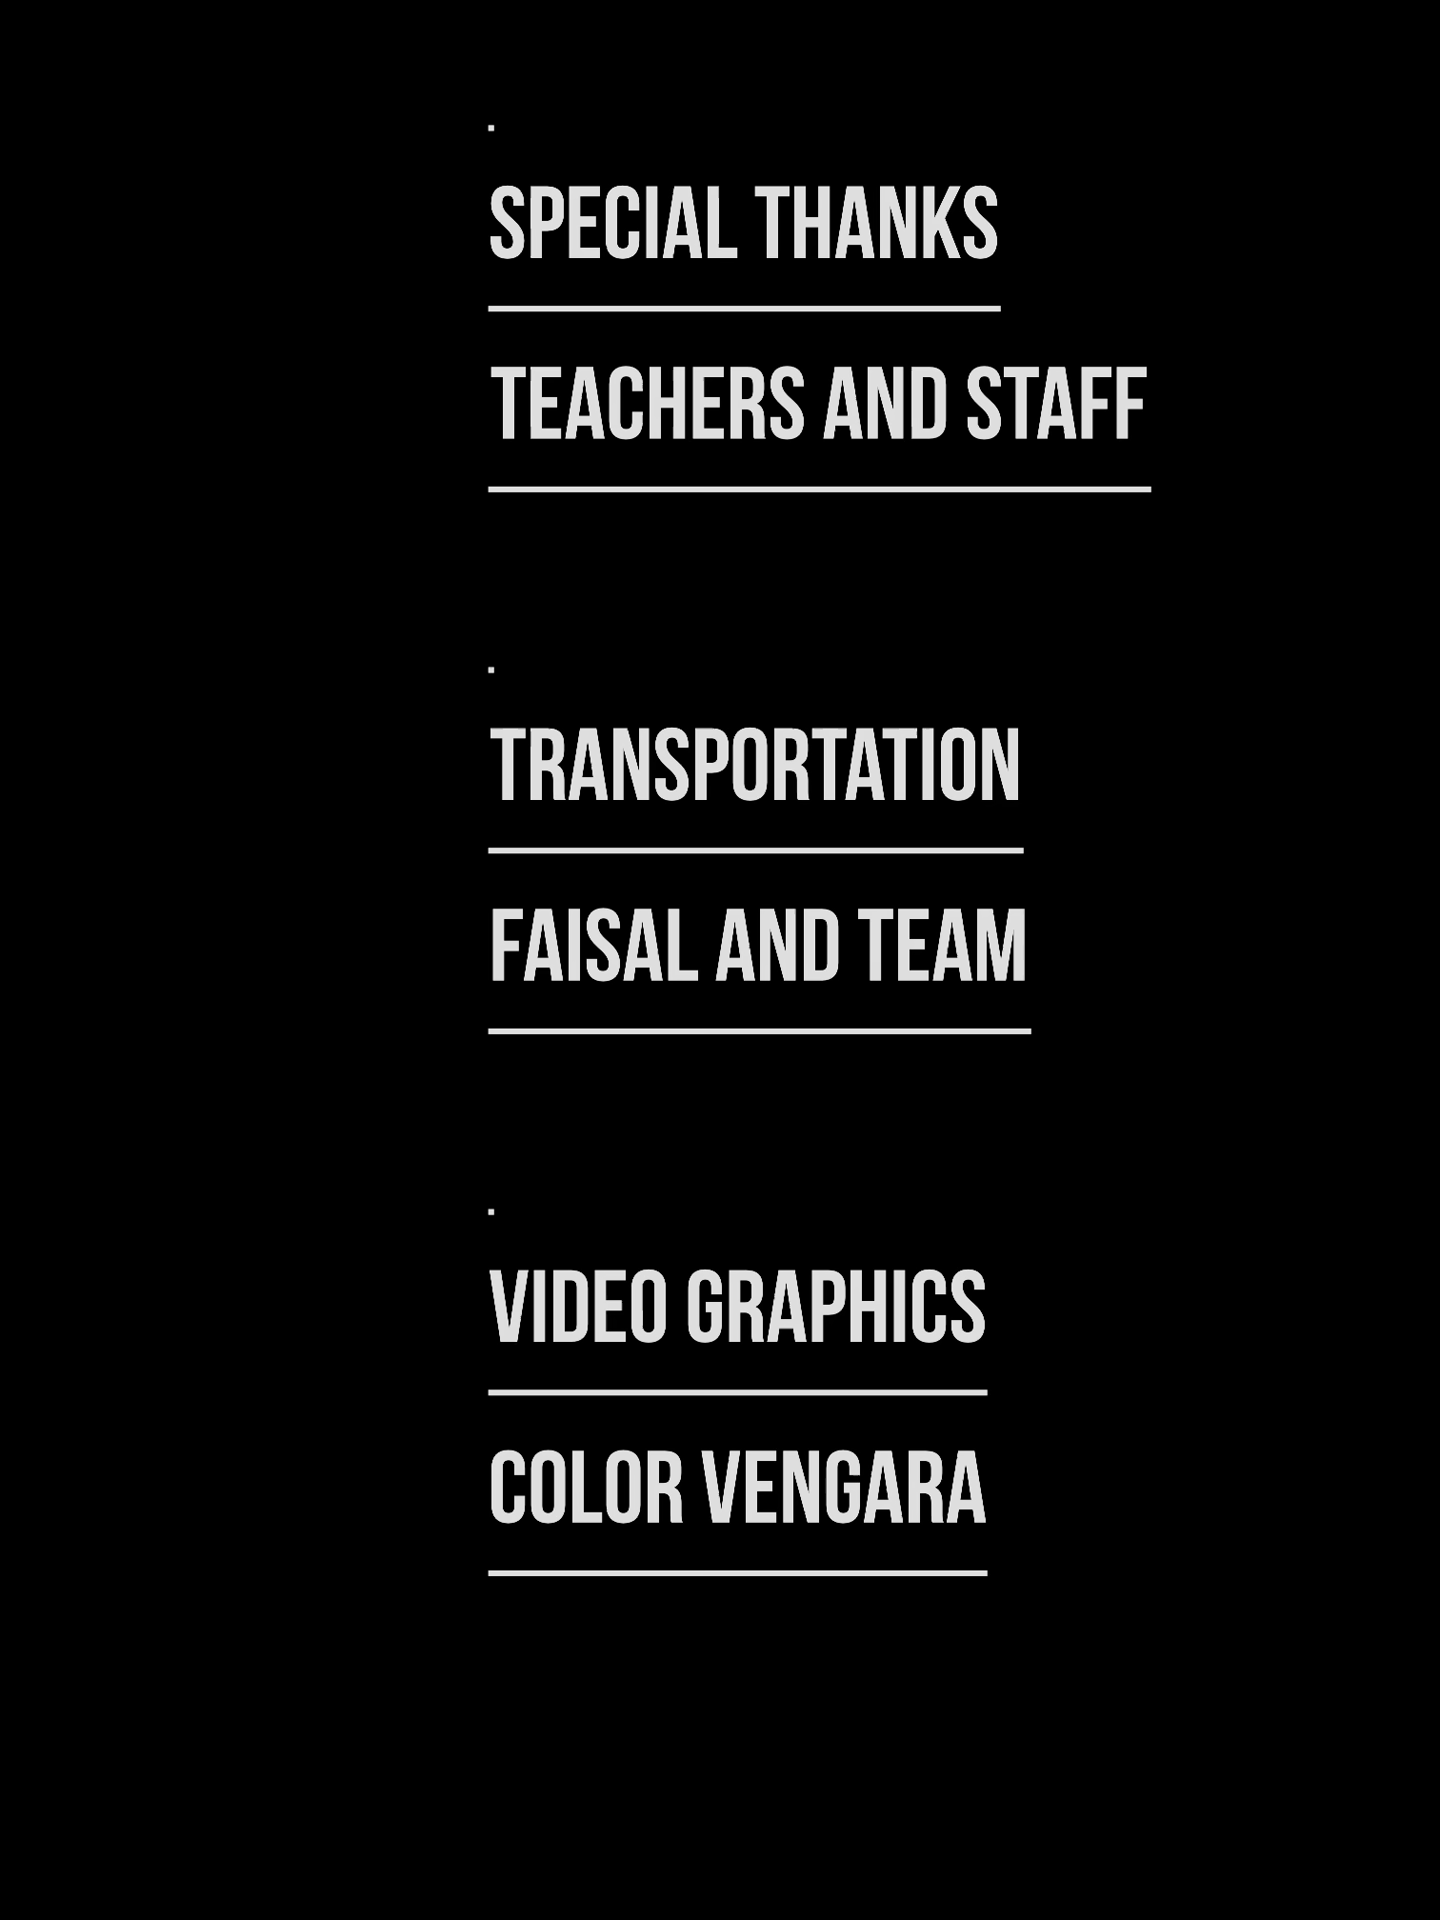 .
SPECIAL THANKS
TEACHERS AND STAFF
.
TRANSPORTATION
FAISAL AND TEAM
.
VIDEO GRAPHICS
COLOR VENGARA